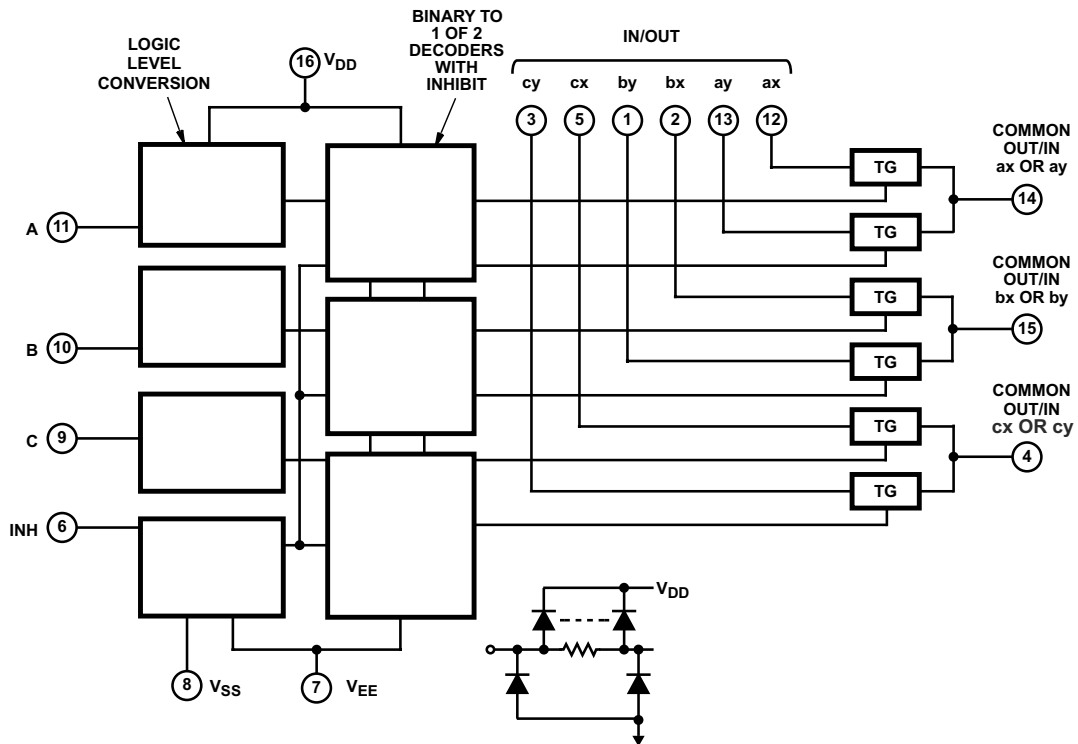 LOGIC
LEVEL
CONVERSION
16 VDD
BINARY TO
1 OF 2
DECODERS
WITH
INHIBIT
IN/OUT
cy cx by bx ay ax
3 5 1 2 13 12
COMMON
OUT/IN
ax OR ay
TG
14
A 11
TG
COMMON
OUT/IN
bx OR by
TG
15
B 10
TG
COMMON
OUT/IN
cx OR cy
TG
C 9
4
TG
INH 6
VDD
8 VSS
7 VEE